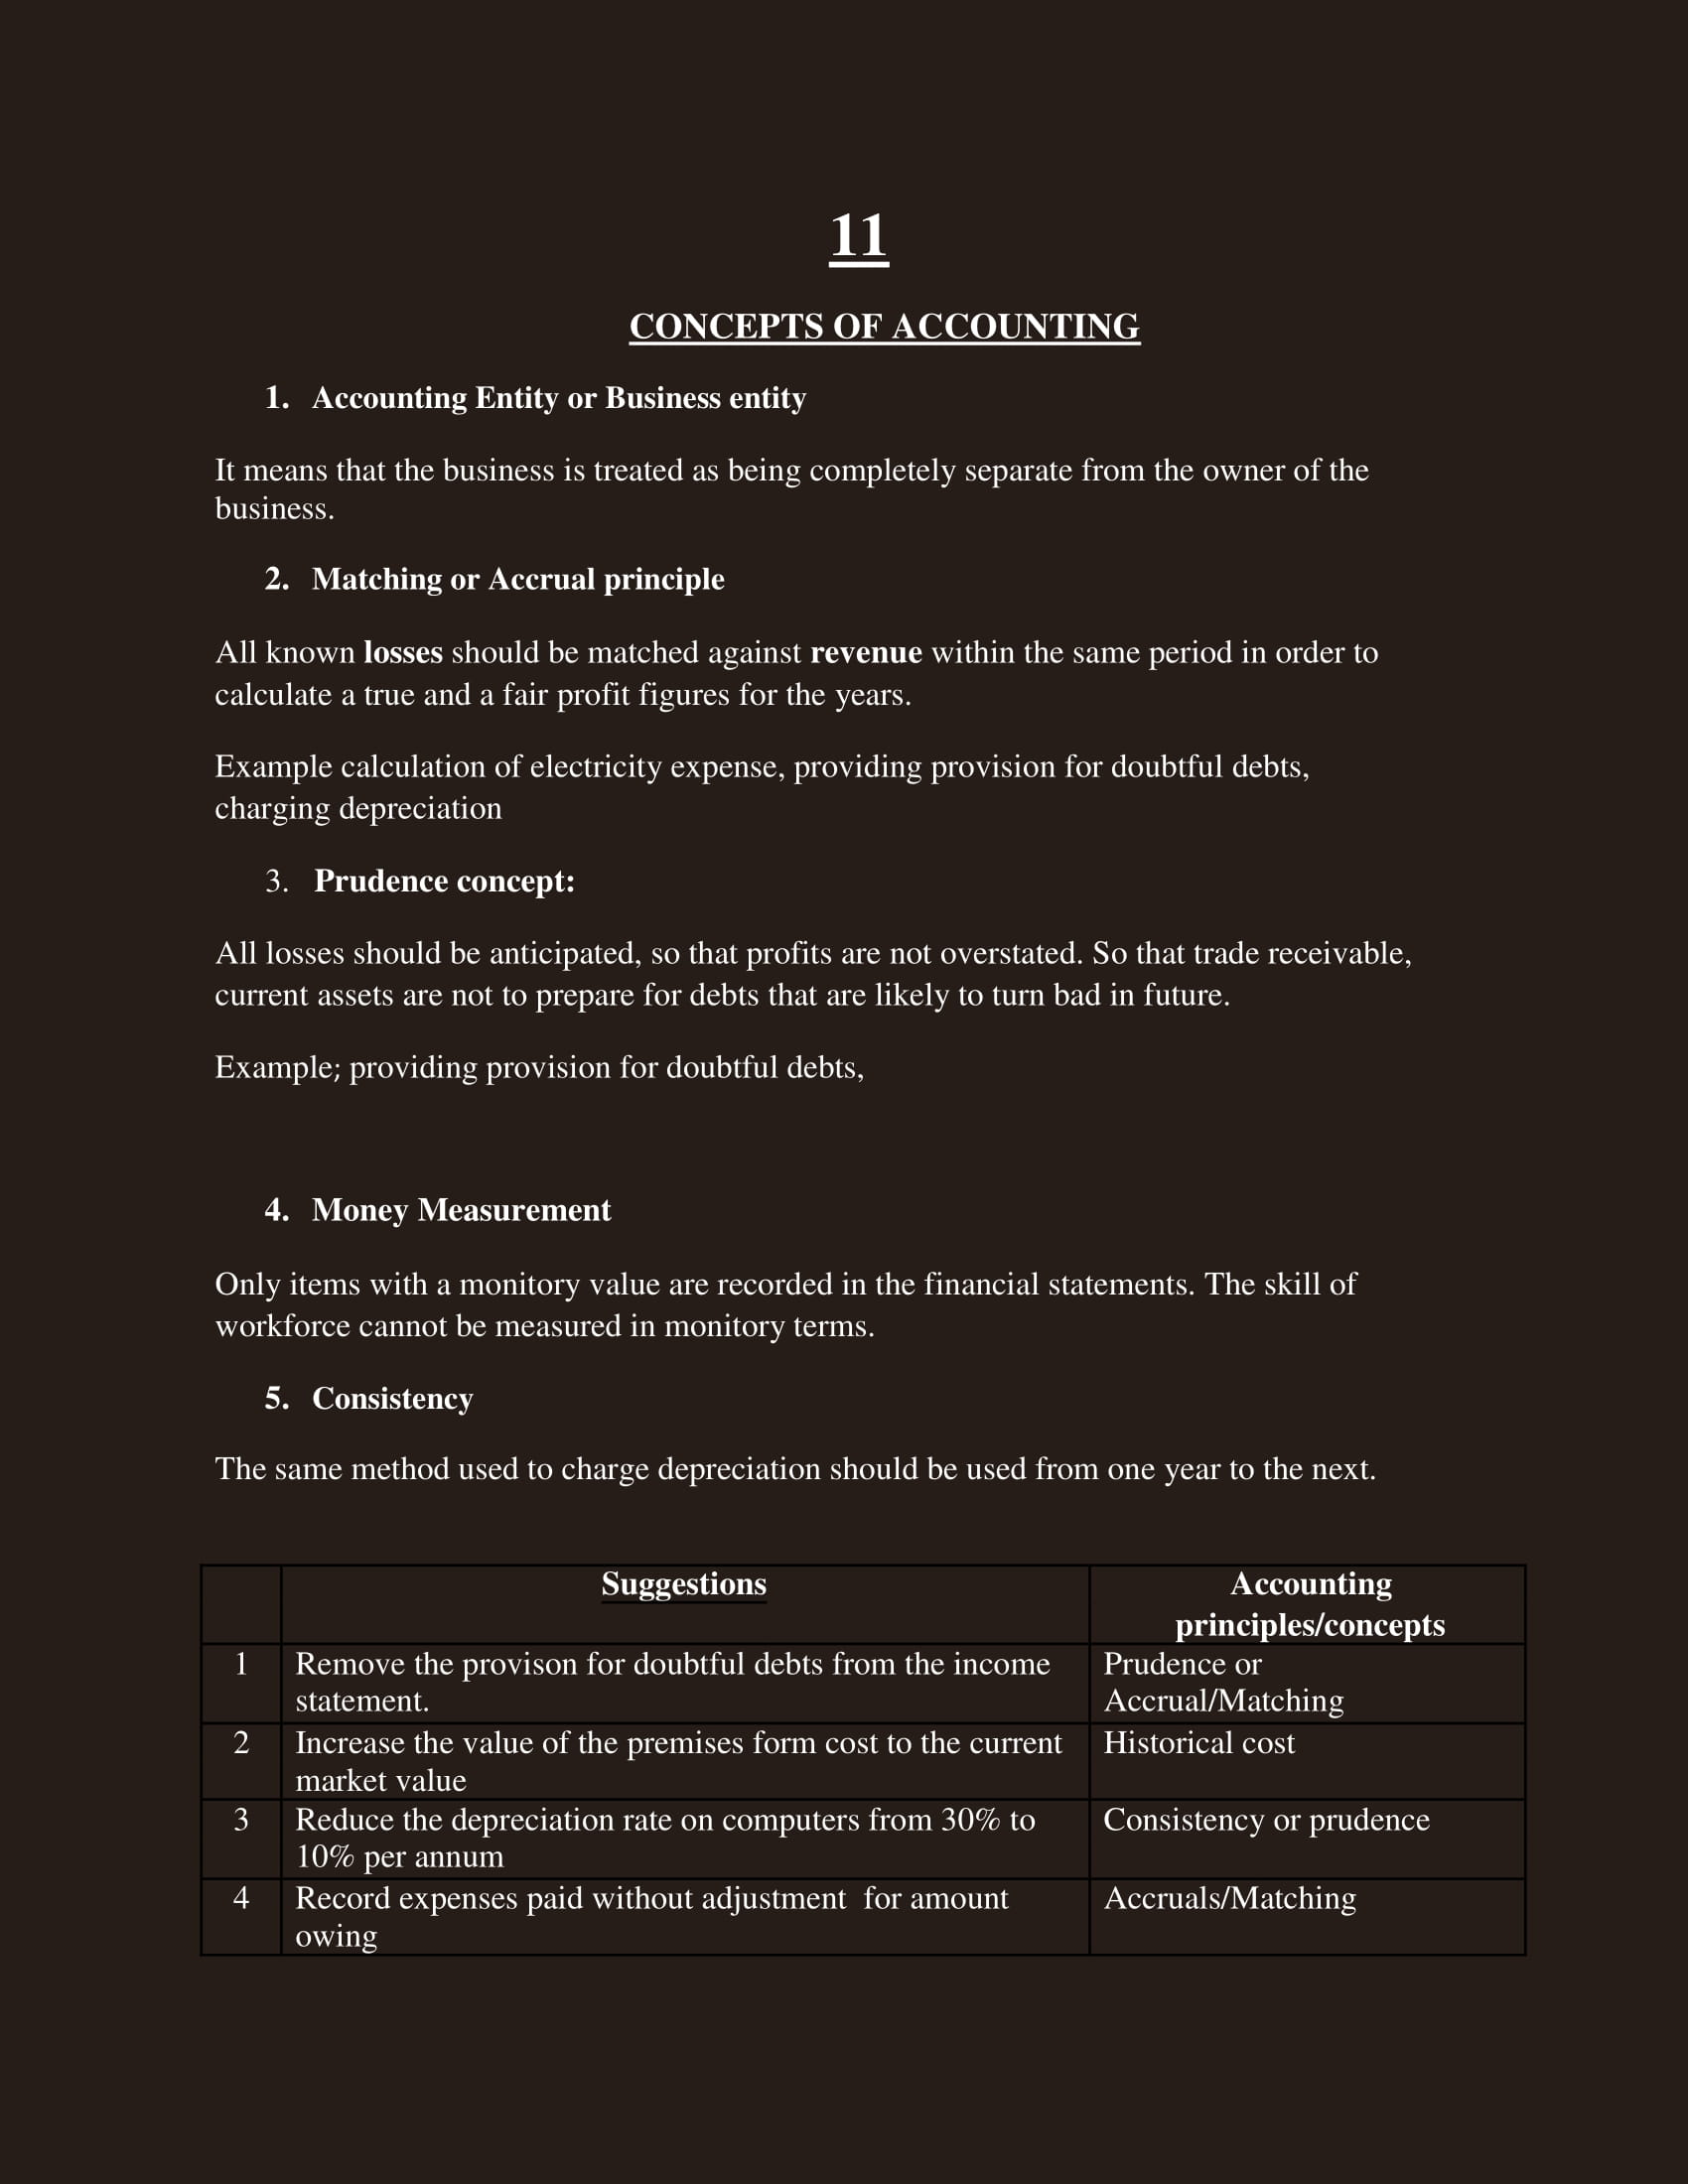 11
CONCEPTS OF ACCOUNTING
1. Accounting Entity or Business entity
It means that the business is treated as being completely separate from the owner of the
business.
2. Matching or Accrual principle
All known losses should be matched against revenue within the same period in order to
calculate a true and a fair profit figures for the years.
Example calculation of electricity expense, providing provision for doubtful debts,
charging depreciation
3. Prudence concept:
All losses should be anticipated, so that profits are not overstated. So that trade receivable,
current assets are not to prepare for debts that are likely to turn bad in future.
Example; providing provision for doubtful debts,
4. Money Measurement
Only items with a monitory value are recorded in the financial statements. The skill of
workforce cannot be measured in monitory terms.
5. Consistency
The same method used to charge depreciation should be used from one year to the next.
Suggestions
Accounting
principles/concepts
1
Remove the provison for doubtful debts from the income
statement.
Prudence or
Accrual/Matching
2
Increase the value of the premises form cost to the current
market value
Historical cost
3
Reduce the depreciation rate on computers from 30% to
10% per annum
Consistency or prudence
4
Record expenses paid without adjustment  for amount
owing
Accruals/Matching